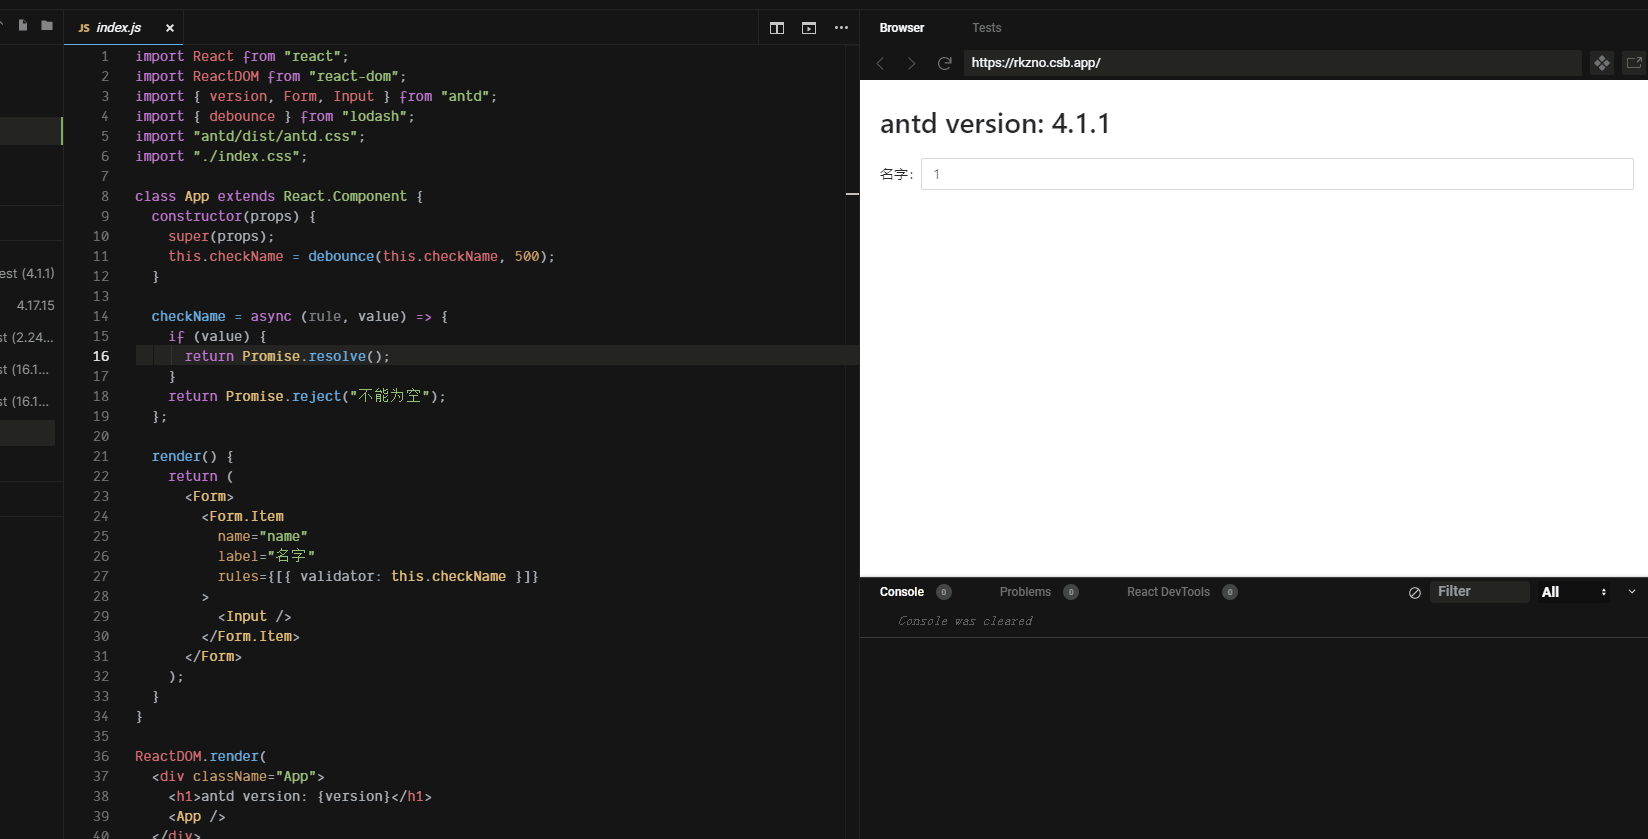 JS index.js ×
est (4.1.1)
4.17.15
st (2.24...
st (16.1...
st (16.1...
1 import React from "react";
2 import ReactDOM from "react-dom";
3 import { version, Form, Input } from "antd";
4 import { debounce } from "lodash";
5 import "antd/dist/antd.css";
6 import "./index.css";
7
8 class App extends React.Component {
9 constructor(props) {
10 super(props);
11 this.checkName = debounce(this.checkName, 500);
12 }
13
14 checkName = async (rule, value) => {
15 if (value) {
16 return Promise.resolve();
17 }
18 return Promise.reject("不能为空");
19 };
20
21 render() {
22 return (
23 <Form>
24 <Form.Item
25 name="name"
26 label="名字"
27 rules={[{ validator: this.checkName }]}
28 >
29 <Input />
30 </Form.Item>
31 </Form>
32 );
33 }
34 }
35
36 ReactDOM.render(
37 <div className="App">
38 <h1>antd version: {version}</h1>
39 <App />
40 </div>
Browser Tests
https://rkzno.csb.app/
antd version: 4.1.1
名字: 1
Console 0 Problems 0 React DevTools 0 Filter All
Console was cleared